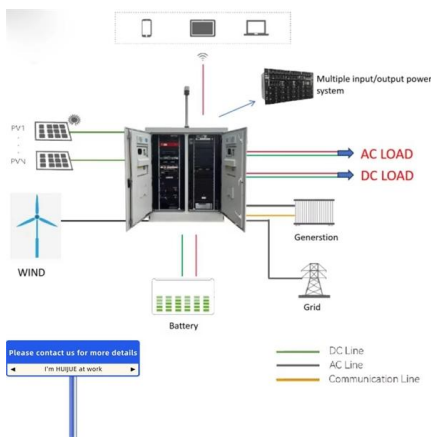 Multiple input/output power
system
PV1
PVN
AC LOAD
DC LOAD
WIND
Generstion
Grid
Battery
Please contact us for more details
I'm HUIJUE at work
DC Line
AC Line
Communication Line